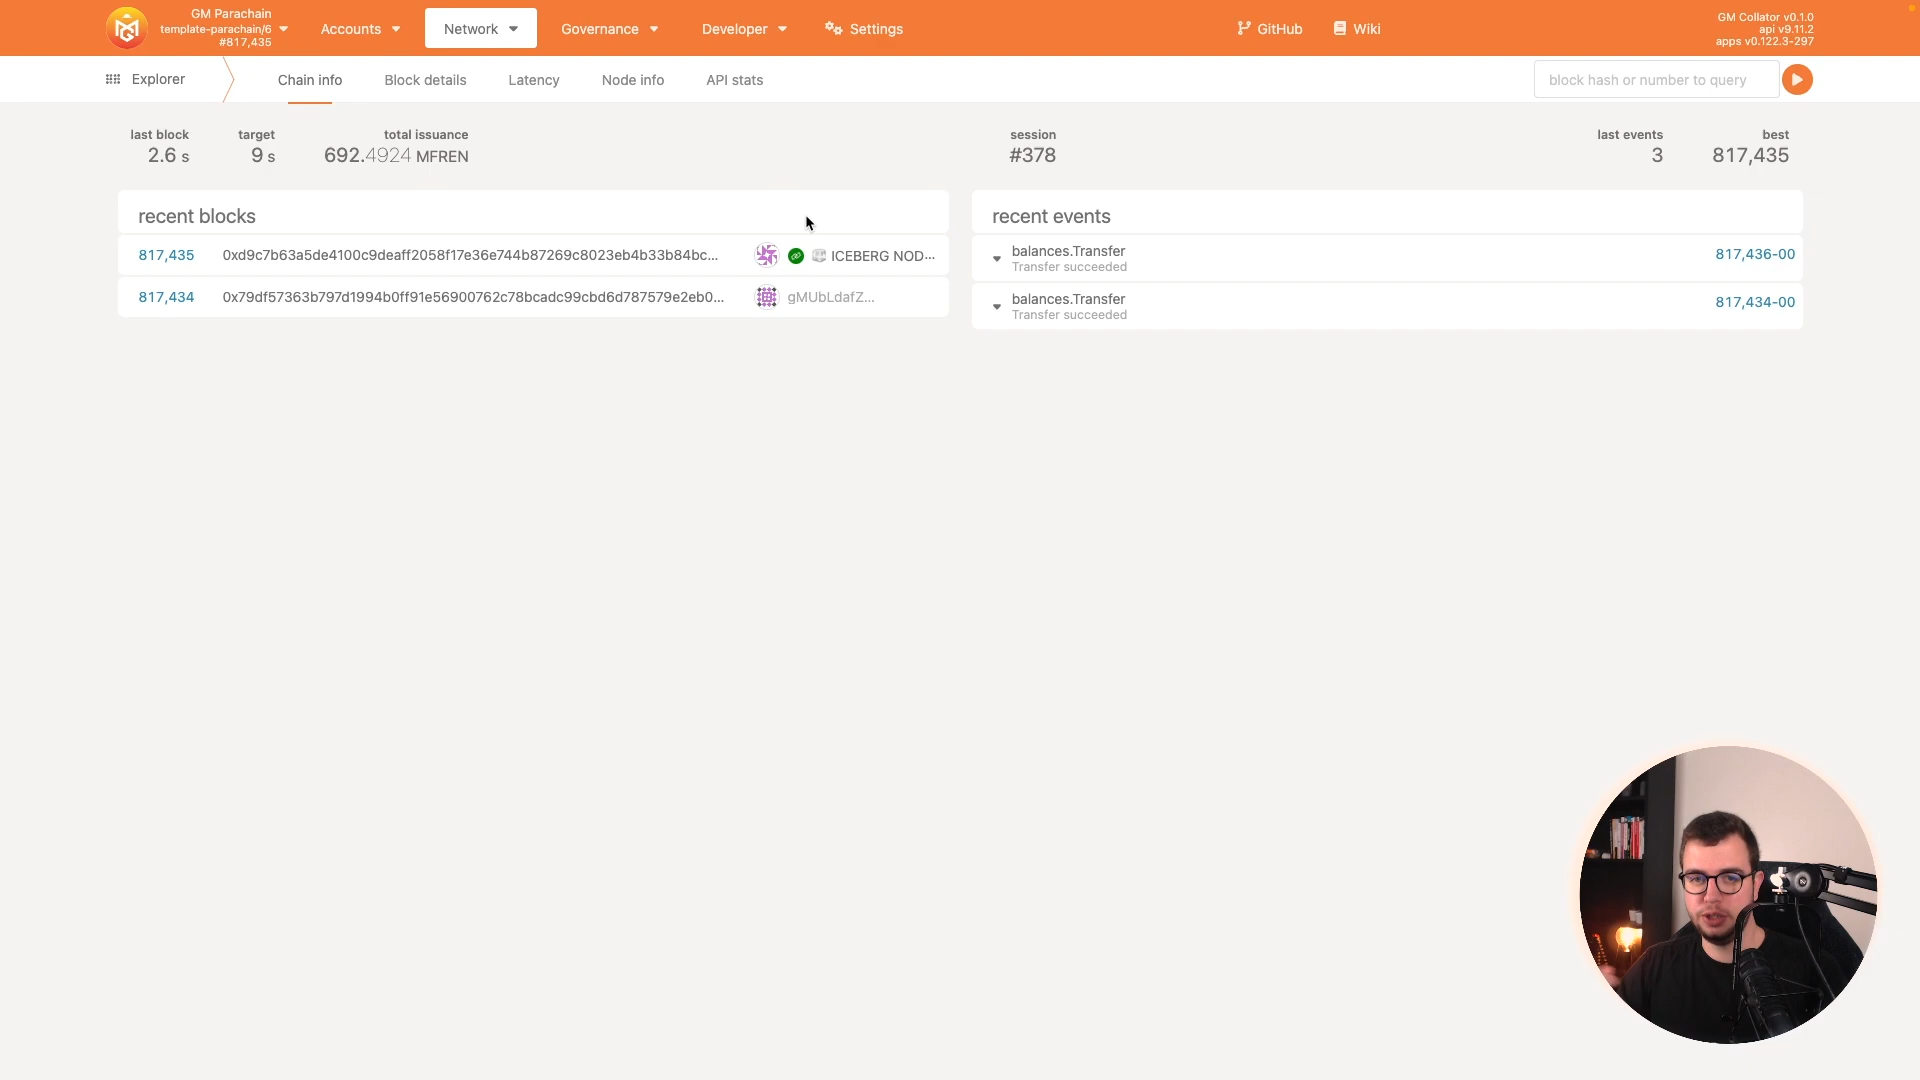 GM Parachain
template-parachain/6
#817,435
Accounts
Network
Governance
Developer
Settings
GitHub
Wiki
GM Collator v0.1.0
api v9.11.2
apps v0.122.3-297
Explorer
Chain info
Block details
Latency
Node info
API stats
block hash or number to query
last block
2.6 s
target
9 s
total issuance
692.4924 MFREN
session
#378
last events
3
best
817,435
recent blocks
817,435 0xd9c7b63a5de4100c9deaff2058f17e36e744b87269c8023eb4b33b84bc... ICEBERG NOD...
817,434 0x79df57363b797d1994b0ff91e56900762c78bcadc99cbd6d787579e2eb0... gMUbLdafZ...
recent events
balances.Transfer
Transfer succeeded
817,436-00
balances.Transfer
Transfer succeeded
817,434-00